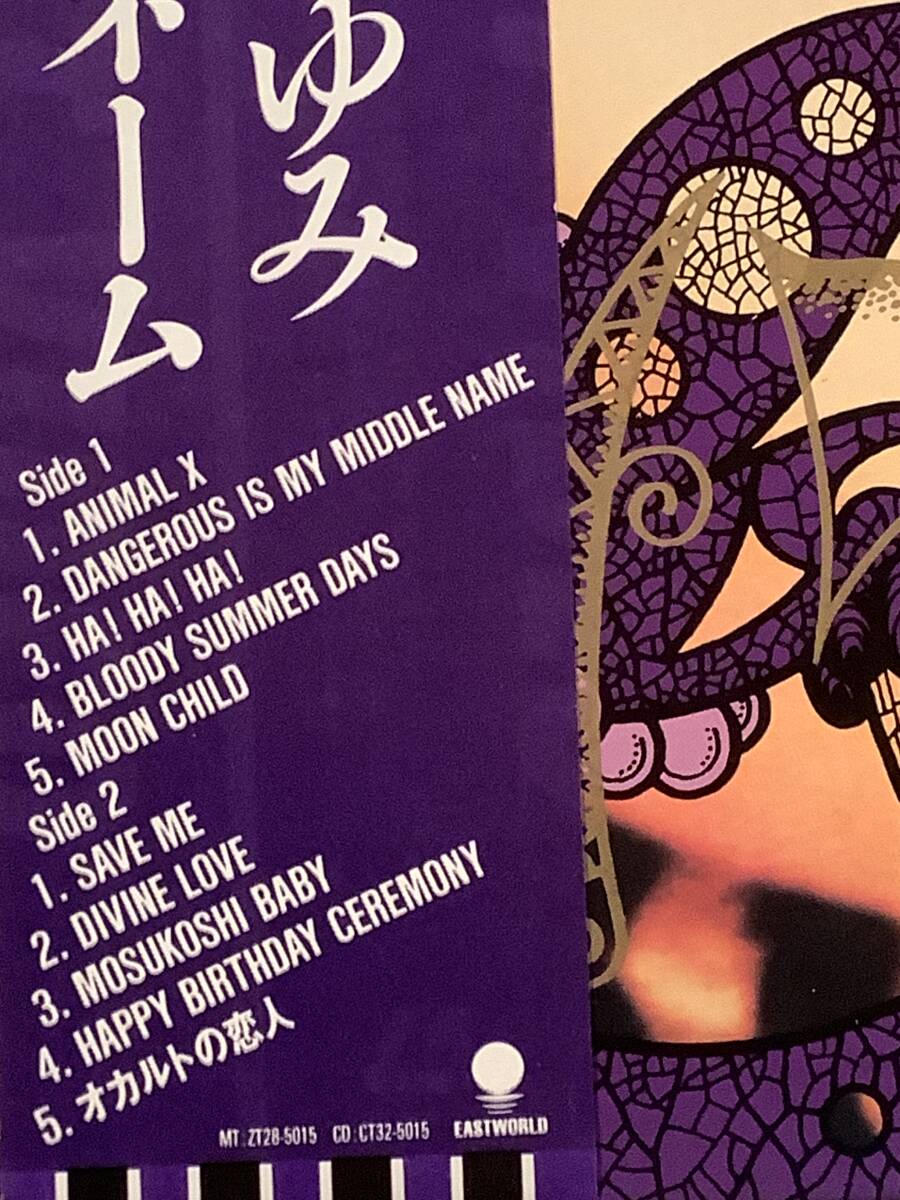 ゆみ
ネーム
Side 1
1. ANIMAL X
2. DANGEROUS IS MY MIDDLE NAME
3. HA! HA! HA!
4. BLOODY SUMMER DAYS
5. MOON CHILD
Side 2
1. SAVE ME
2. DIVINE LOVE
3. MOSUKOSHI BABY
4. HAPPY BIRTHDAY CEREMONY
5. オカルトの恋人
MT:ZT28-5015 CD:CT32-5015 EASTWORLD